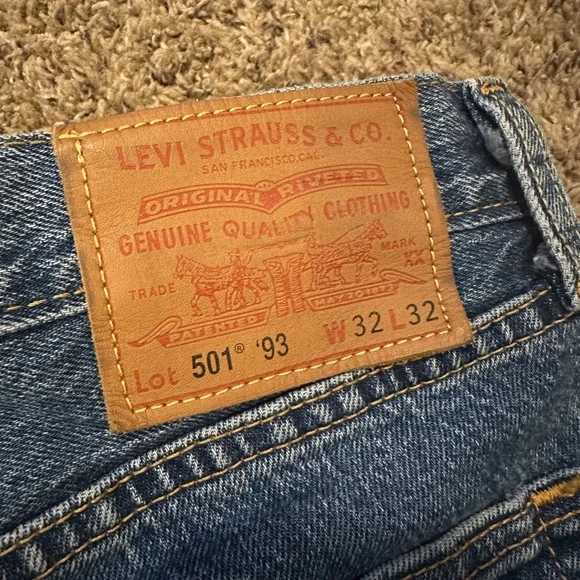 LEVI STRAUSS & CO.
SAN FRANCISCO, CAL.
ORIGINAL RIVETED
GENUINE QUALITY CLOTHING
TRADE MARK
XX
PATENTED MAY 20 1873
Lot 501® '93 W 32 L 32